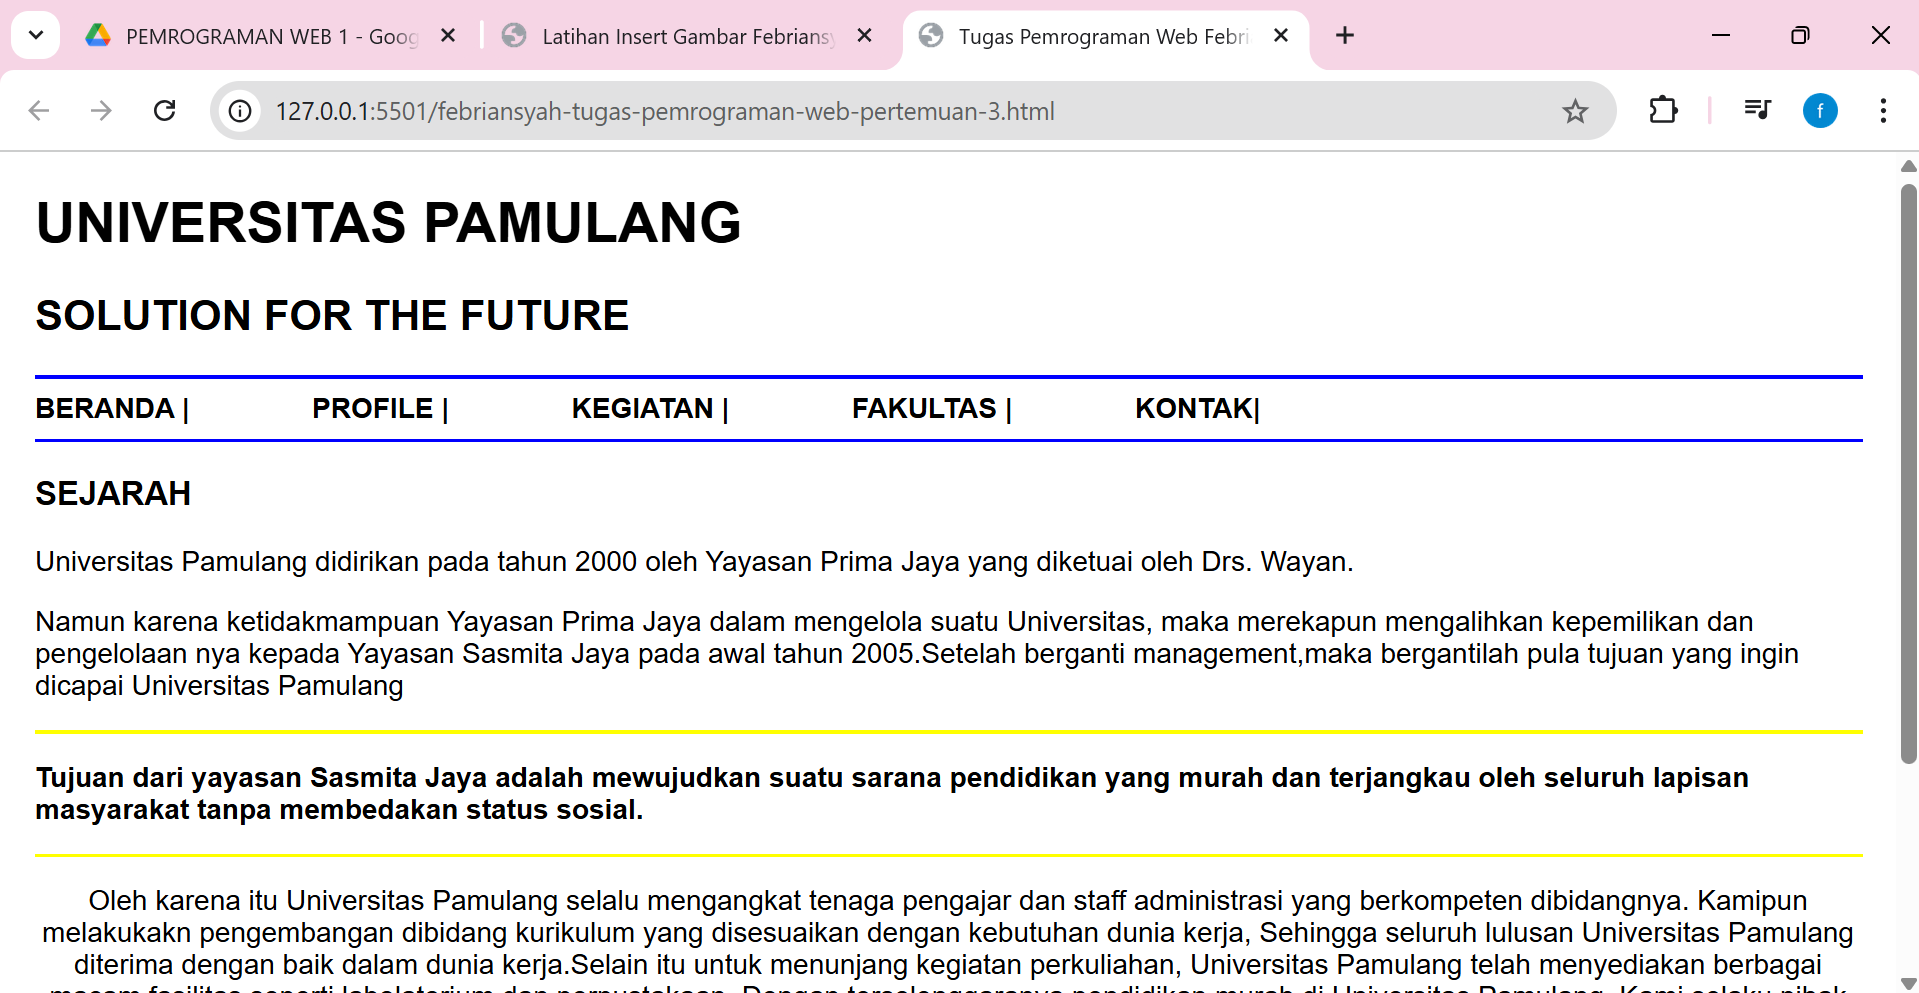 PEMROGRAMAN WEB 1 - Goog
Latihan Insert Gambar Febrians
Tugas Pemrograman Web Febri
127.0.0.1:5501/febriansyah-tugas-pemrograman-web-pertemuan-3.html
f
UNIVERSITAS PAMULANG
SOLUTION FOR THE FUTURE
BERANDA | PROFILE | KEGIATAN | FAKULTAS | KONTAK|
SEJARAH
Universitas Pamulang didirikan pada tahun 2000 oleh Yayasan Prima Jaya yang diketuai oleh Drs. Wayan.
Namun karena ketidakmampuan Yayasan Prima Jaya dalam mengelola suatu Universitas, maka merekapun mengalihkan kepemilikan dan
pengelolaan nya kepada Yayasan Sasmita Jaya pada awal tahun 2005.Setelah berganti management,maka bergantilah pula tujuan yang ingin
dicapai Universitas Pamulang
Tujuan dari yayasan Sasmita Jaya adalah mewujudkan suatu sarana pendidikan yang murah dan terjangkau oleh seluruh lapisan
masyarakat tanpa membedakan status sosial.
Oleh karena itu Universitas Pamulang selalu mengangkat tenaga pengajar dan staff administrasi yang berkompeten dibidangnya. Kamipun
melakukakn pengembangan dibidang kurikulum yang disesuaikan dengan kebutuhan dunia kerja, Sehingga seluruh lulusan Universitas Pamulang
diterima dengan baik dalam dunia kerja.Selain itu untuk menunjang kegiatan perkuliahan, Universitas Pamulang telah menyediakan berbagai